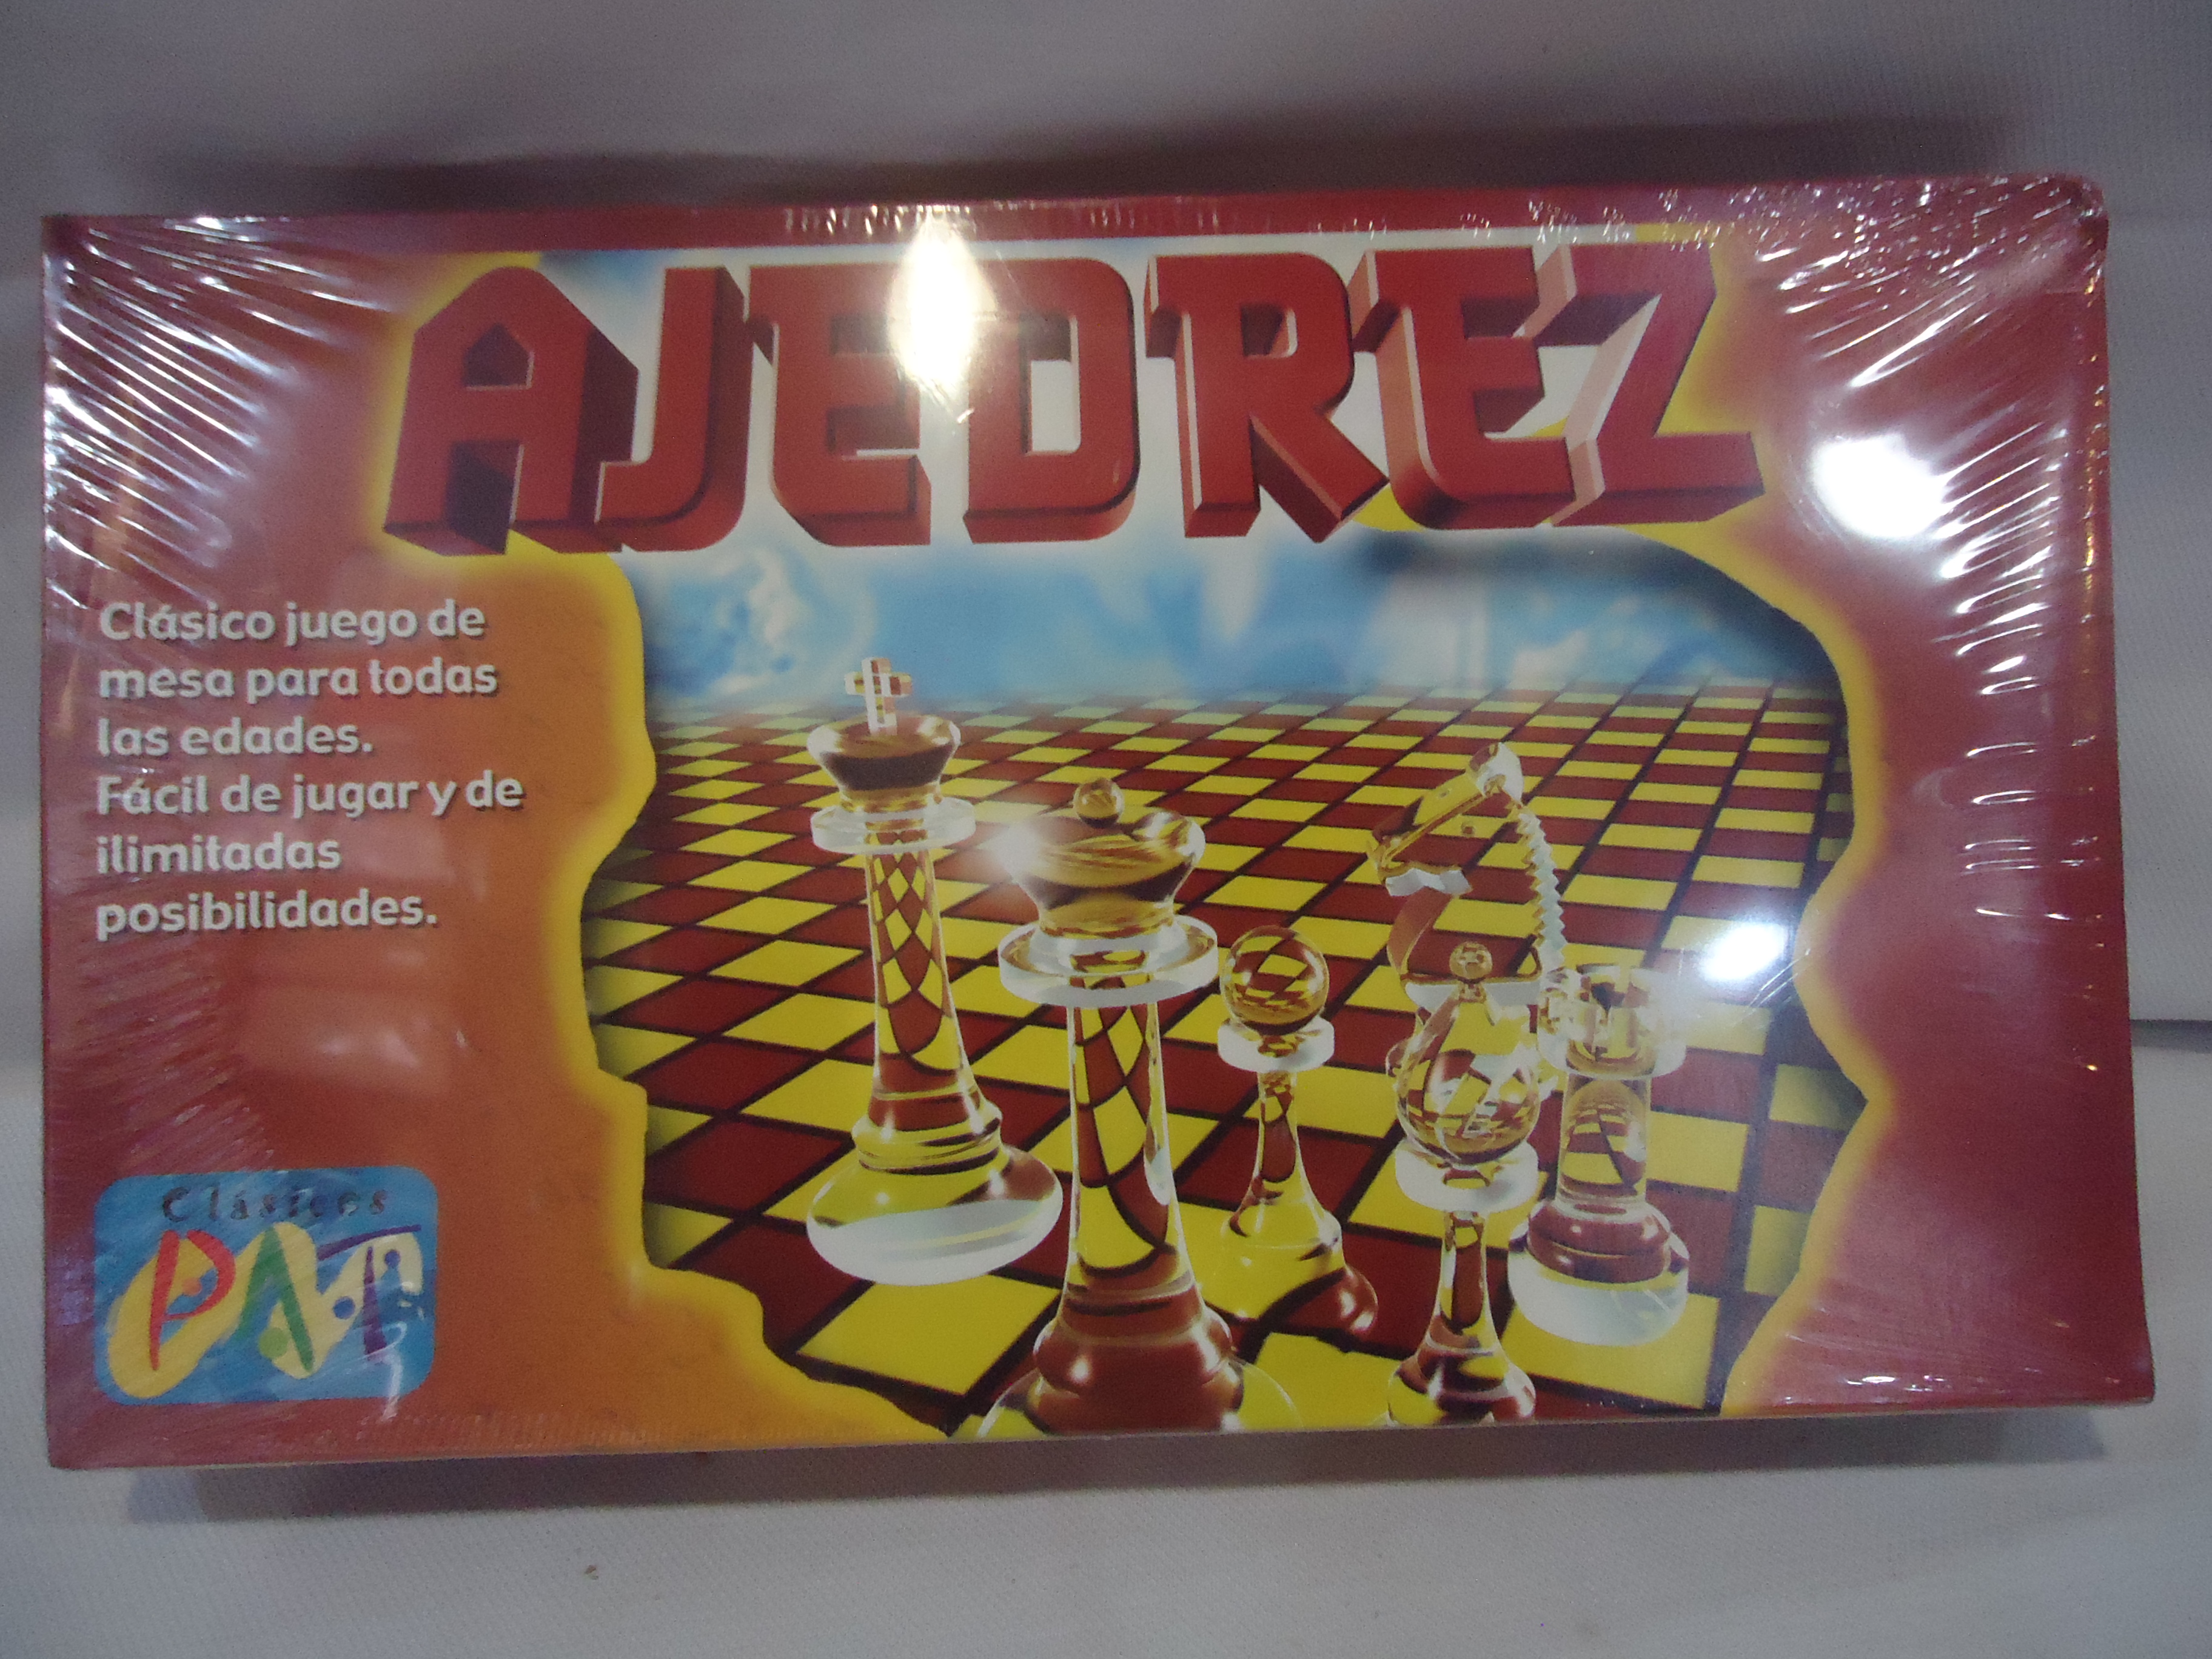 AJEDREZ
Clásico juego de
mesa para todas
las edades.
Fácil de jugar y de
ilimitadas
posibilidades.
Clásicos
PAT